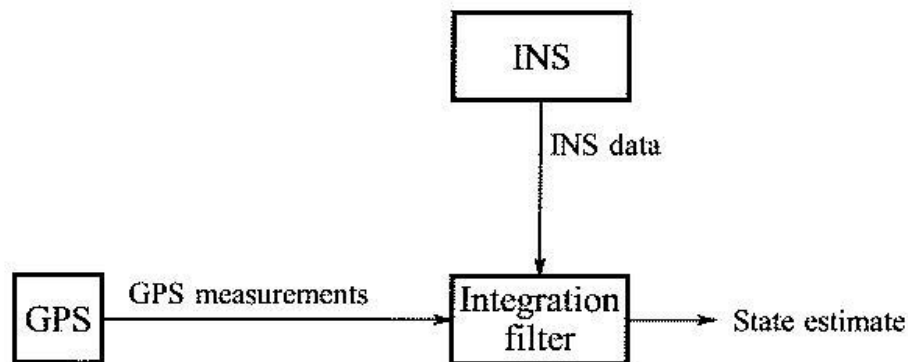 INS
INS data
GPS
GPS measurements
Integration
filter
State estimate